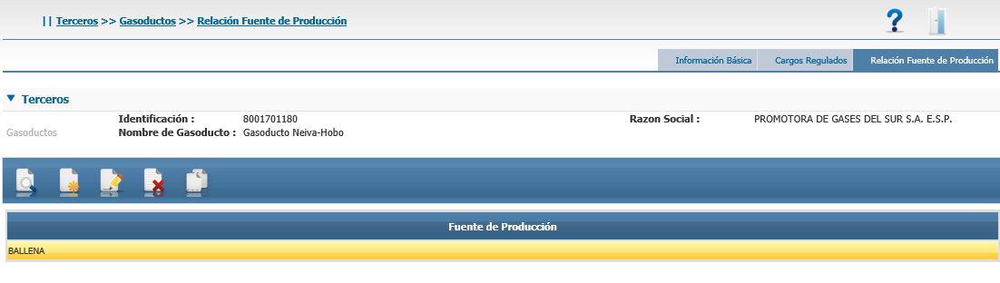 || Terceros >> Gasoductos >> Relación Fuente de Producción
Información Básica Cargos Regulados Relación Fuente de Producción
Terceros
Identificación : 8001701180 Razon Social : PROMOTORA DE GASES DEL SUR S.A. E.S.P.
Gasoductos Nombre de Gasoducto : Gasoducto Neiva-Hobo
Fuente de Producción
BALLENA